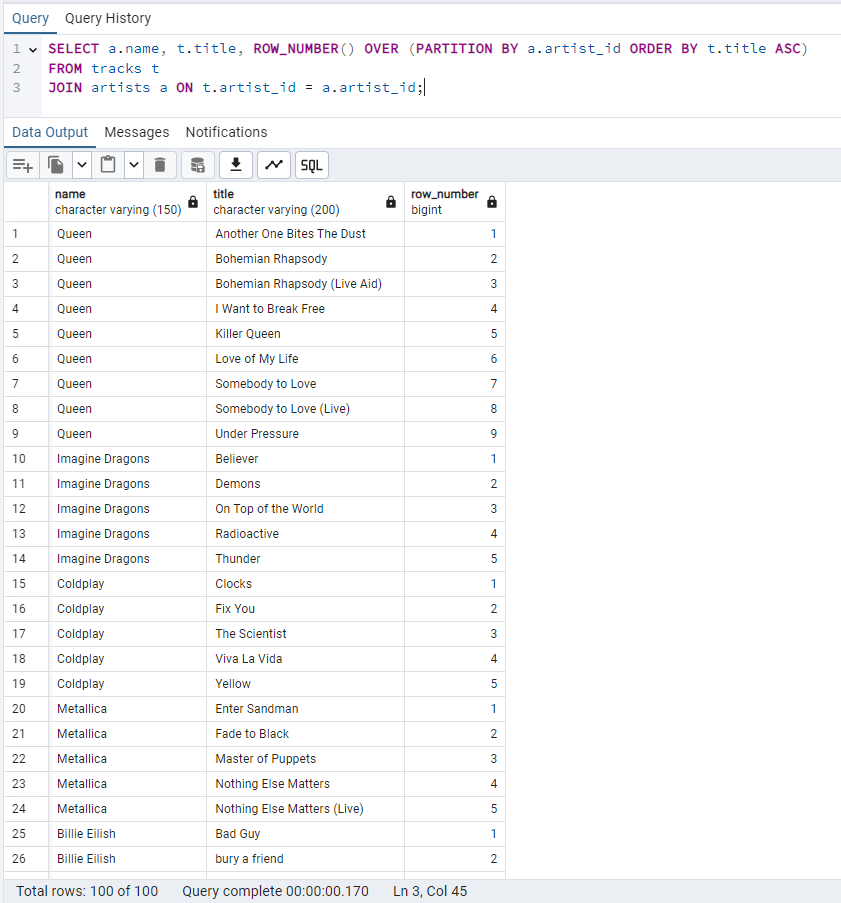 Query Query History
1 SELECT a.name, t.title, ROW_NUMBER() OVER (PARTITION BY a.artist_id ORDER BY t.title ASC)
2 FROM tracks t
3 JOIN artists a ON t.artist_id = a.artist_id;
Data Output Messages Notifications
SQL
name title row_number
character varying (150) character varying (200) bigint
1 Queen Another One Bites The Dust 1
2 Queen Bohemian Rhapsody 2
3 Queen Bohemian Rhapsody (Live Aid) 3
4 Queen I Want to Break Free 4
5 Queen Killer Queen 5
6 Queen Love of My Life 6
7 Queen Somebody to Love 7
8 Queen Somebody to Love (Live) 8
9 Queen Under Pressure 9
10 Imagine Dragons Believer 1
11 Imagine Dragons Demons 2
12 Imagine Dragons On Top of the World 3
13 Imagine Dragons Radioactive 4
14 Imagine Dragons Thunder 5
15 Coldplay Clocks 1
16 Coldplay Fix You 2
17 Coldplay The Scientist 3
18 Coldplay Viva La Vida 4
19 Coldplay Yellow 5
20 Metallica Enter Sandman 1
21 Metallica Fade to Black 2
22 Metallica Master of Puppets 3
23 Metallica Nothing Else Matters 4
24 Metallica Nothing Else Matters (Live) 5
25 Billie Eilish Bad Guy 1
26 Billie Eilish bury a friend 2
Total rows: 100 of 100 Query complete 00:00:00.170 Ln 3, Col 45